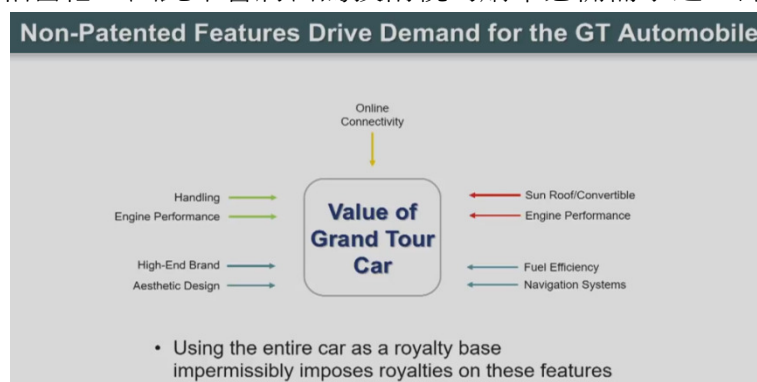 Non-Patented Features Drive Demand for the GT Automobile
Online
Connectivity
Handling
Engine Performance
High-End Brand
Aesthetic Design
Value of
Grand Tour
Car
Sun Roof/Convertible
Engine Performance
Fuel Efficiency
Navigation Systems
• Using the entire car as a royalty base
impermissibly imposes royalties on these features